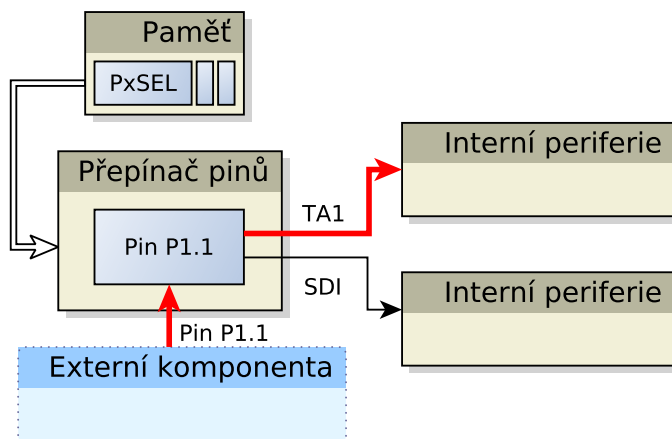 Paměť
PxSEL
Přepínač pinů
Pin P1.1
TA1
SDI
Interní periferie
Interní periferie
Pin P1.1
Externí komponenta